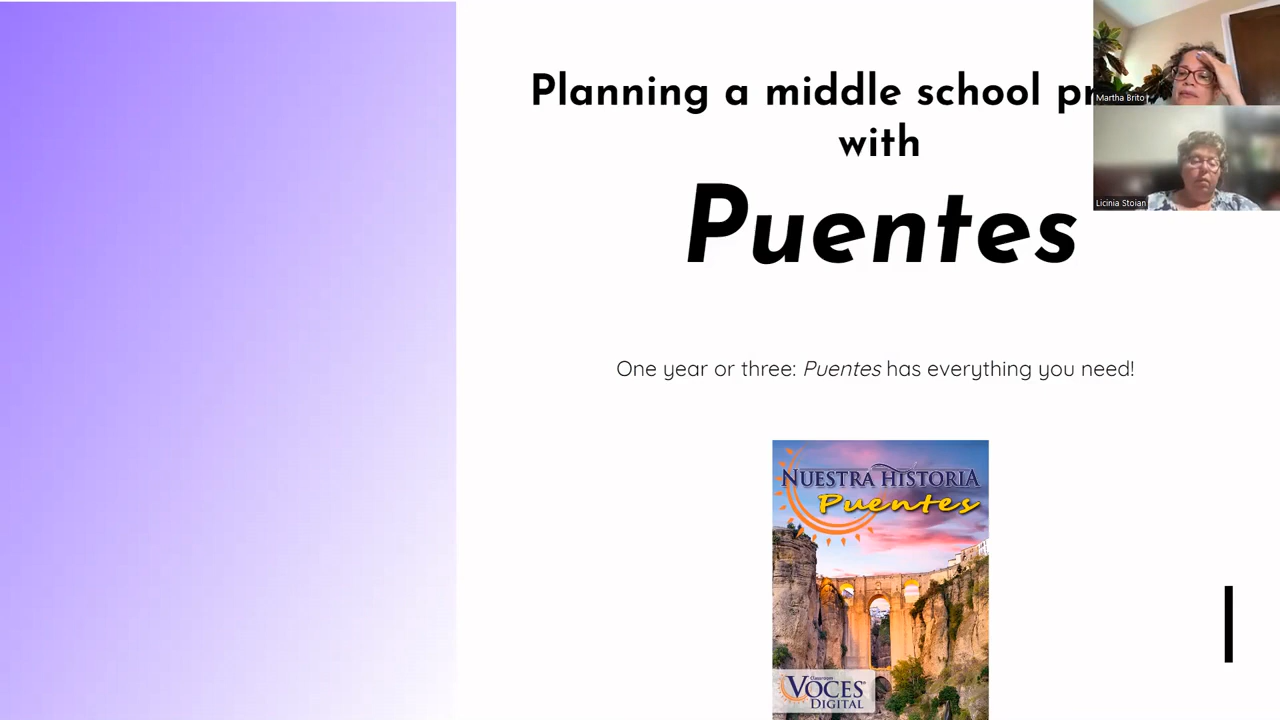 Planning a middle school
with
Puentes
One year or three: Puentes has everything you need!
NUESTRA HISTORIA
Puentes
VOCES
DIGITAL
Martha Brito
Licinia Stoian